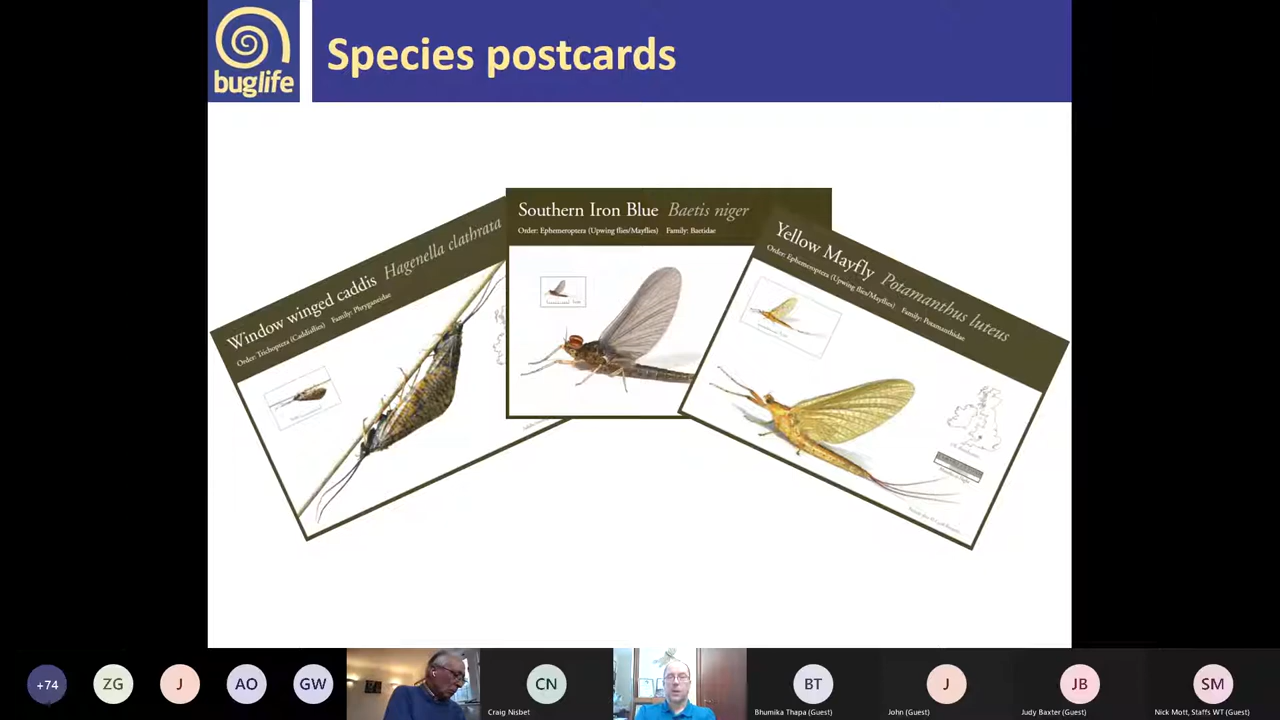 buglife
Species postcards
Window winged caddis Hagenella clathrata
Order: Trichoptera (Caddisflies) Family: Phryganeidae
Southern Iron Blue Baetis niger
Order: Ephemeroptera (Upwing flies/Mayflies) Family: Baetidae
Yellow Mayfly Potamanthus luteus
Order: Ephemeroptera (Upwing flies/Mayflies) Family: Potamanthidae
+74
ZG
J
AO
GW
CN
Craig Nisbet
BT
Bhumika Thapa (Guest)
J
John (Guest)
JB
Judy Baxter (Guest)
SM
Nick Mott, Staffs WT (Guest)